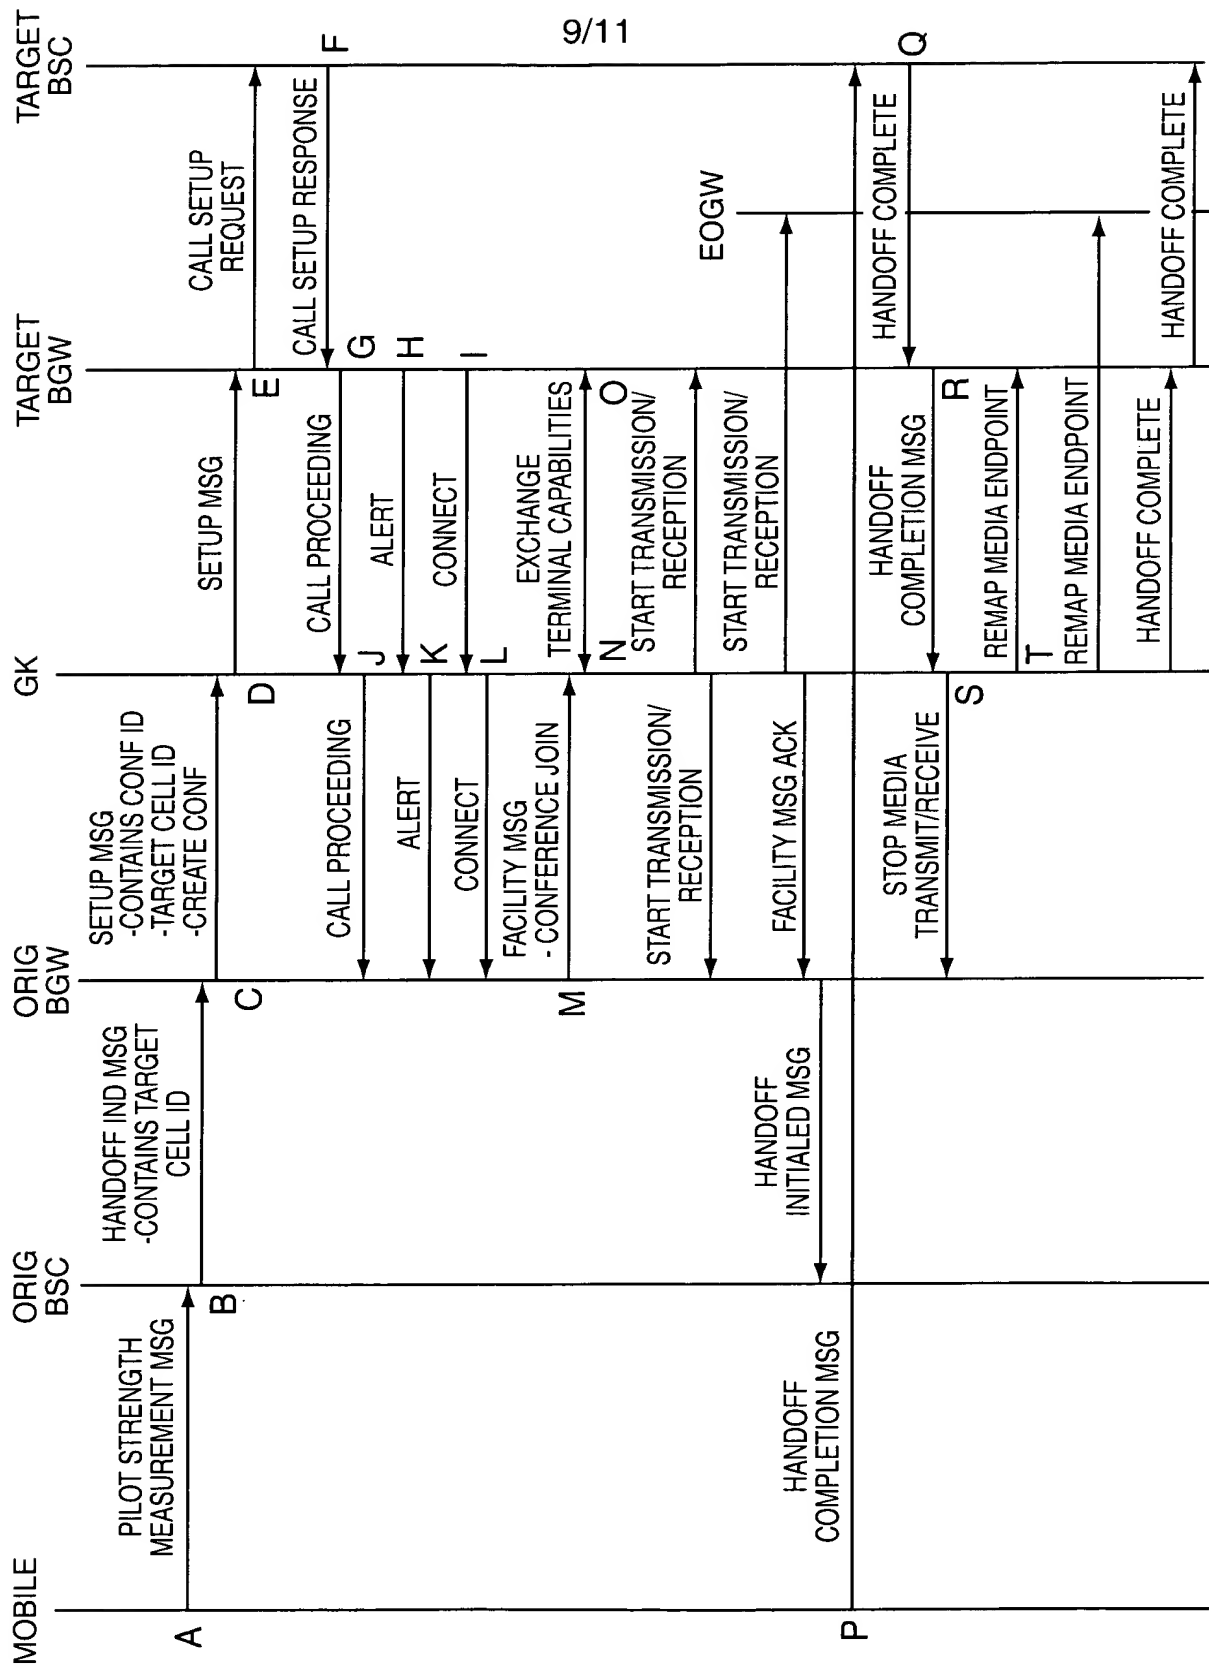 9/11
MOBILE
ORIG
BSC
ORIG
BGW
GK
TARGET
BGW
TARGET
BSC
A
PILOT STRENGTH
MEASUREMENT MSG
B
HANDOFF IND MSG
-CONTAINS TARGET
CELL ID
C
SETUP MSG
-CONTAINS CONF ID
-TARGET CELL ID
-CREATE CONF
D
SETUP MSG
E
CALL SETUP
REQUEST
F
CALL SETUP RESPONSE
G
CALL PROCEEDING
J
CALL PROCEEDING
H
ALERT
K
ALERT
I
CONNECT
L
CONNECT
M
FACILITY MSG
- CONFERENCE JOIN
N
EXCHANGE
TERMINAL CAPABILITIES
O
START TRANSMISSION/
RECEPTION
START TRANSMISSION/
RECEPTION
EOGW
START TRANSMISSION/
RECEPTION
FACILITY MSG ACK
HANDOFF
INITIALED MSG
P
HANDOFF
COMPLETION MSG
Q
HANDOFF COMPLETE
R
HANDOFF
COMPLETION MSG
S
STOP MEDIA
TRANSMIT/RECEIVE
REMAP MEDIA ENDPOINT
T
REMAP MEDIA ENDPOINT
HANDOFF COMPLETE
HANDOFF COMPLETE